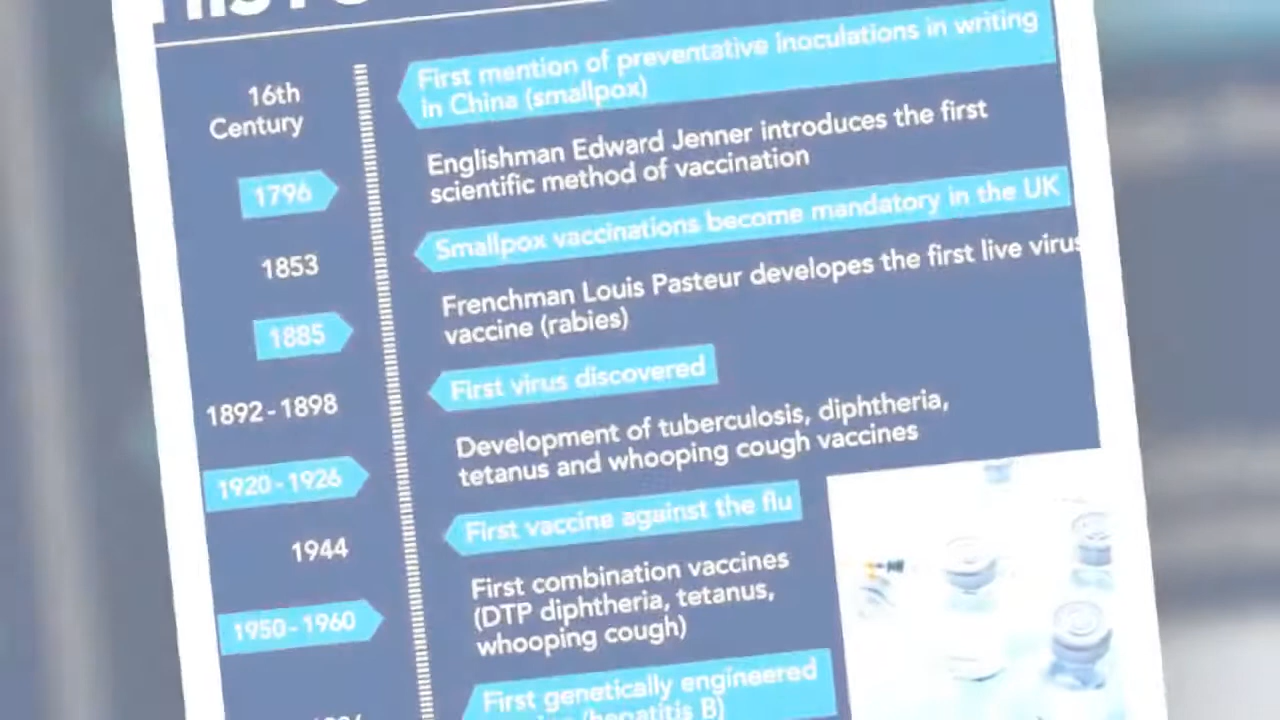 16th
Century
First mention of preventative inoculations in writing
in China (smallpox)
1796
Englishman Edward Jenner introduces the first
scientific method of vaccination
1853
Smallpox vaccinations become mandatory in the UK
1885
Frenchman Louis Pasteur developes the first live virus
vaccine (rabies)
1892-1898
First virus discovered
1920-1926
Development of tuberculosis, diphtheria,
tetanus and whooping cough vaccines
1944
First vaccine against the flu
1950-1960
First combination vaccines
(DTP diphtheria, tetanus,
whooping cough)
First genetically engineered
(hepatitis B)